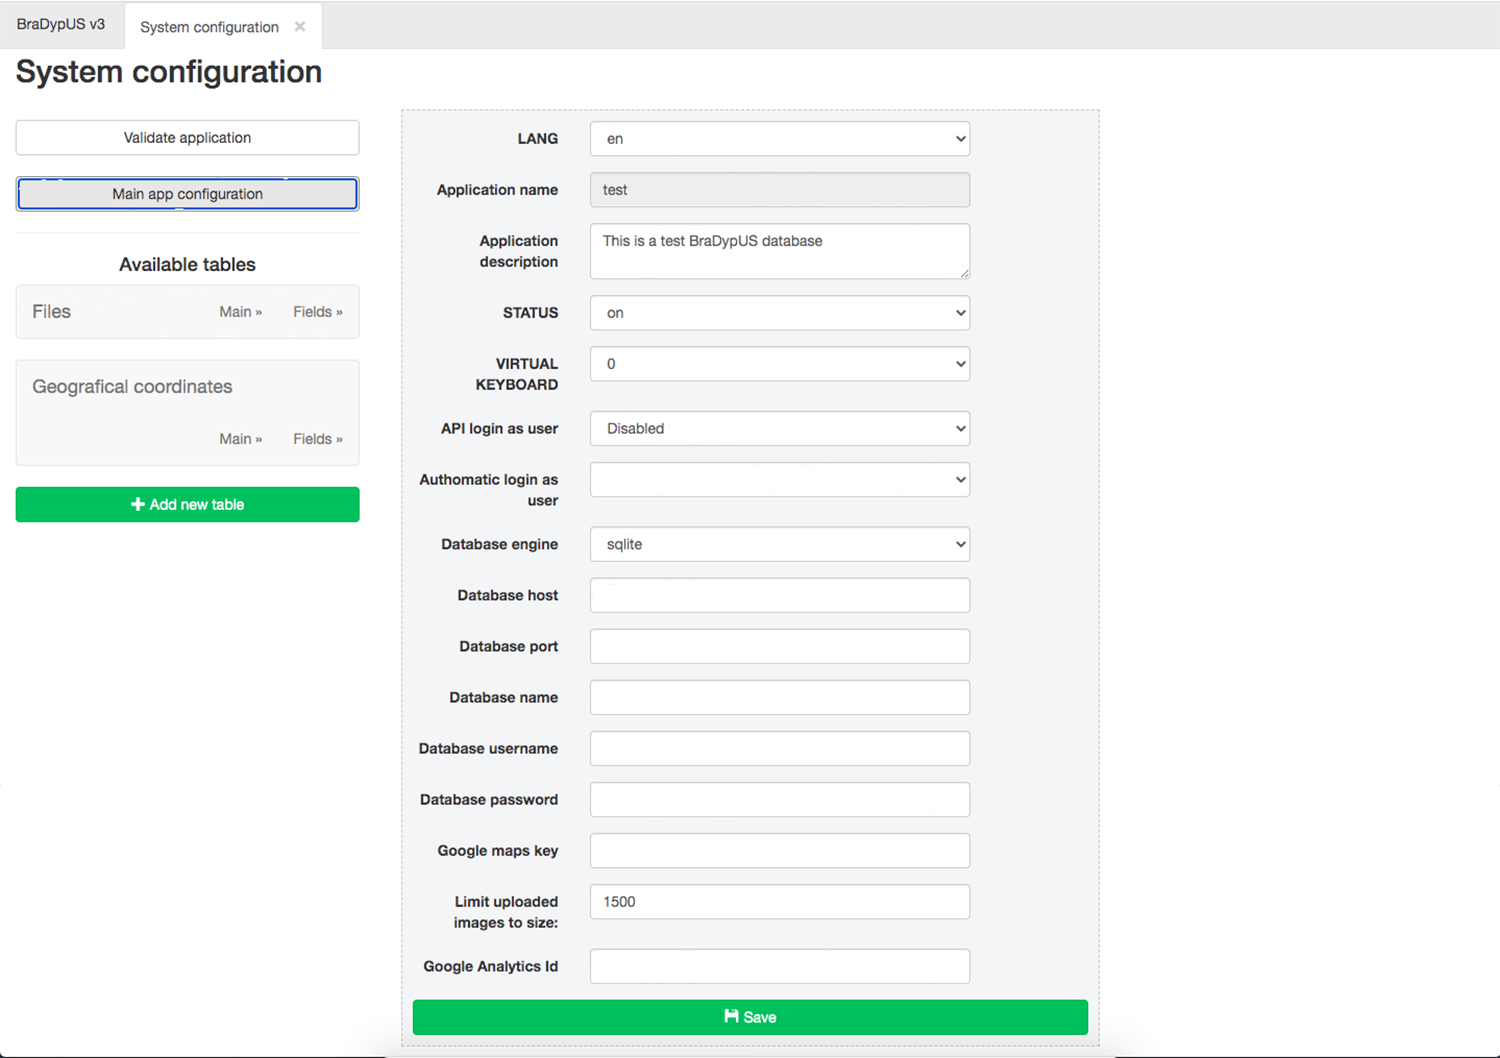 BraDypUS v3
System configuration ×
System configuration
Validate application
Main app configuration
Available tables
Files Main » Fields »
Geografical coordinates
Main » Fields »
Add new table
LANG en
Application name test
Application description This is a test BraDypUS database
STATUS on
VIRTUAL KEYBOARD 0
API login as user Disabled
Authomatic login as user
Database engine sqlite
Database host
Database port
Database name
Database username
Database password
Google maps key
Limit uploaded images to size: 1500
Google Analytics Id
Save